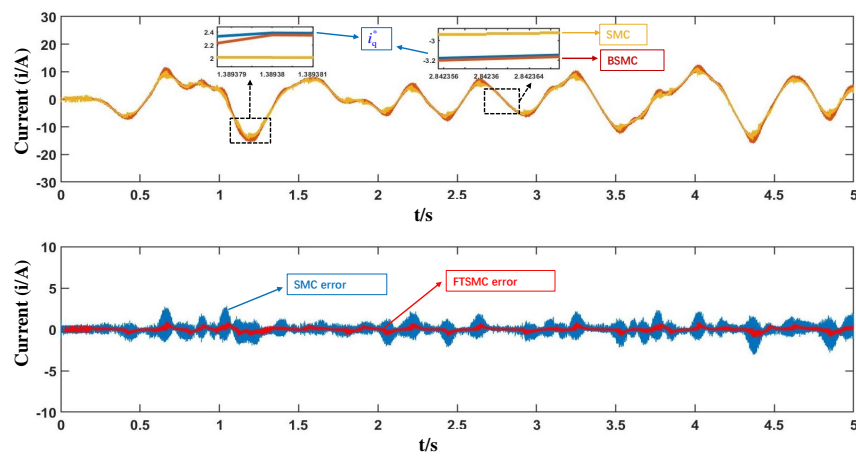 30
20
10
0
-10
-20
-30
Current (i/A)
2.4
2.2
2
1.389379 1.38938 1.389381
i*q
-3
-3.2
2.842356 2.84236 2.842364
SMC
BSMC
0 0.5 1 1.5 2 2.5 3 3.5 4 4.5 5
t/s
10
5
0
-5
-10
Current (i/A)
SMC error
FTSMC error
0 0.5 1 1.5 2 2.5 3 3.5 4 4.5 5
t/s